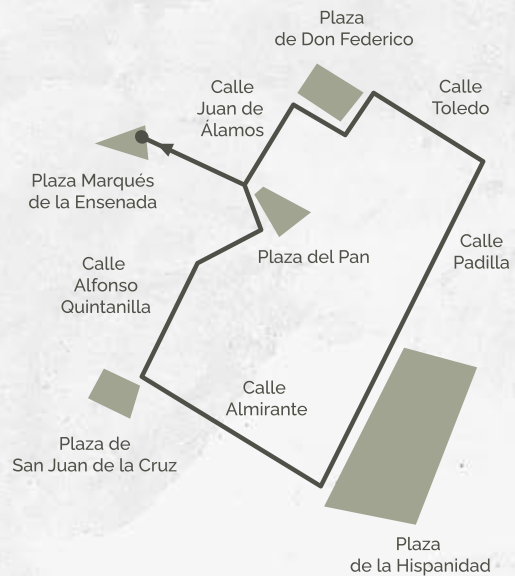 Plaza
de Don Federico
Calle
Juan de
Álamos
Calle
Toledo
Plaza Marqués
de la Ensenada
Calle
Padilla
Plaza del Pan
Calle
Alfonso
Quintanilla
Calle
Almirante
Plaza de
San Juan de la Cruz
Plaza
de la Hispanidad